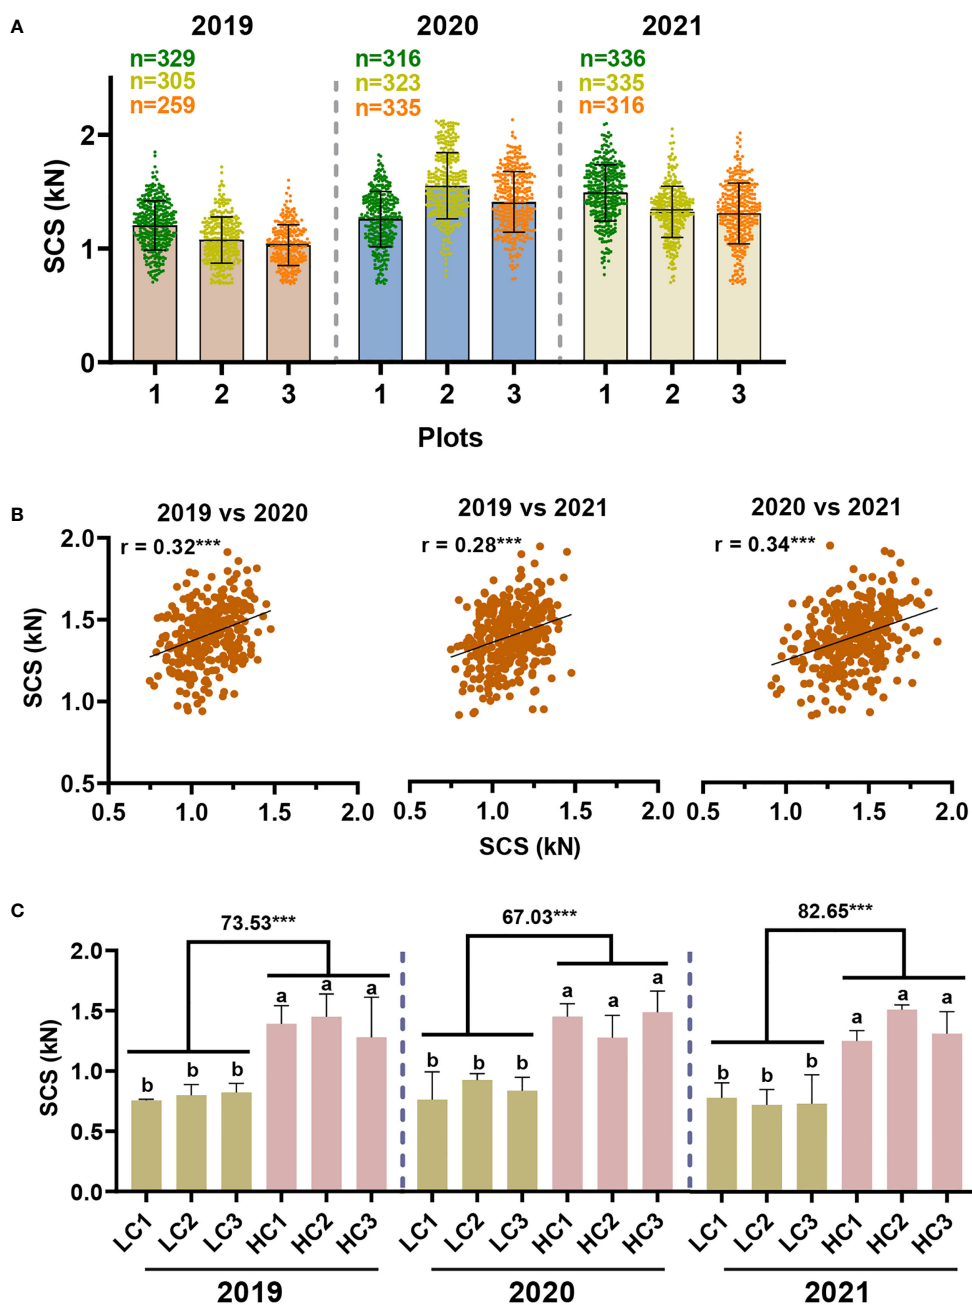 A
2019 2020 2021
n=329 n=316 n=336
n=305 n=323 n=335
n=259 n=335 n=316
SCS (kN)
2
1
0
1 2 3 1 2 3 1 2 3
Plots
B
2019 vs 2020 2019 vs 2021 2020 vs 2021
r = 0.32*** r = 0.28*** r = 0.34***
SCS (kN)
2.0
1.5
1.0
0.5
0.5 1.0 1.5 2.0 0.5 1.0 1.5 2.0 0.5 1.0 1.5 2.0
SCS (kN)
C
73.53*** 67.03*** 82.65***
SCS (kN)
2.0
1.5
1.0
0.5
0.0
b b b a a a b b b a a a b b b a a a
LC1 LC2 LC3 HC1 HC2 HC3 LC1 LC2 LC3 HC1 HC2 HC3 LC1 LC2 LC3 HC1 HC2 HC3
2019 2020 2021